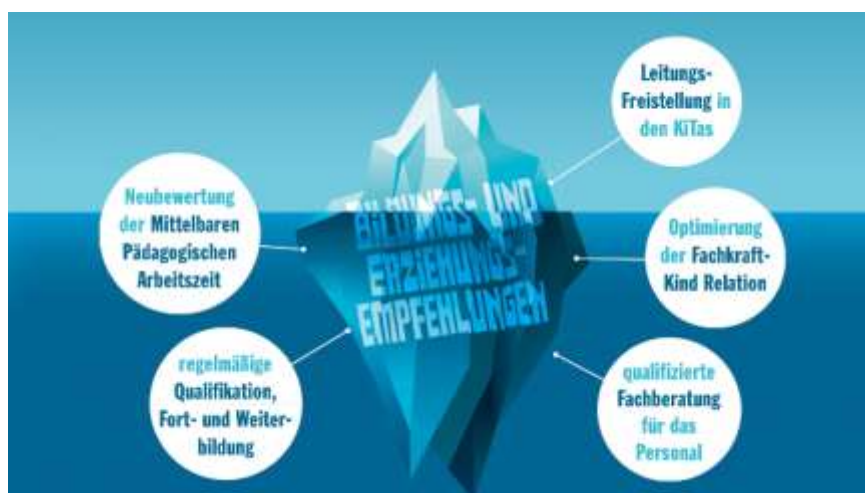 Leitungs-
Freistellung in
den KiTas
Neubewertung
der Mittelbaren
Pädagogischen
Arbeitszeit
BILDUNGS- UND
ERZIEHUNGS-
EMPFEHLUNGEN
Optimierung
der Fachkraft-
Kind Relation
regelmäßige
Qualifikation,
Fort- und Weiter-
bildung
qualifizierte
Fachberatung
für das
Personal